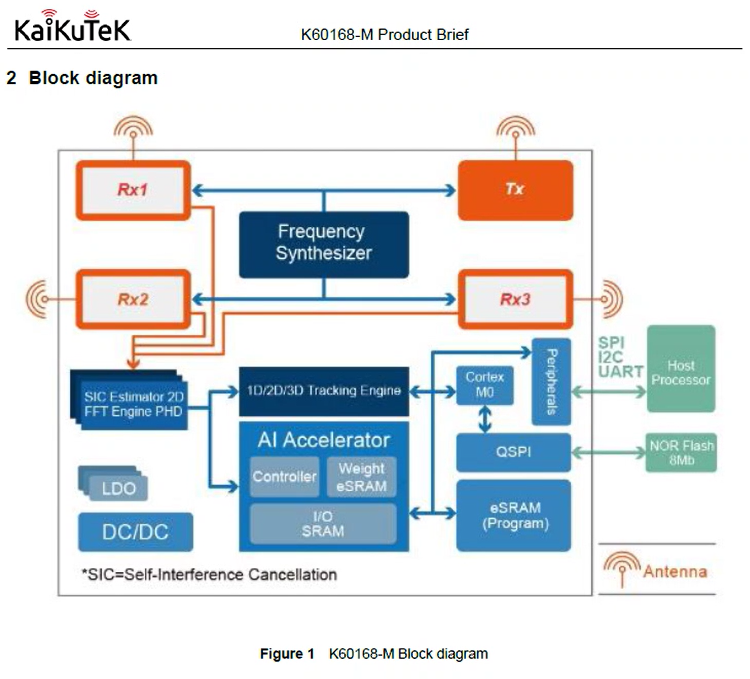 KaiKuTeK
K60168-M Product Brief
2 Block diagram
Rx1
Tx
Frequency
Synthesizer
Rx2
Rx3
SIC Estimator 2D
FFT Engine PHD
1D/2D/3D Tracking Engine
Cortex
M0
Peripherals
SPI
I2C
UART
Host
Processor
AI Accelerator
Controller
Weight
eSRAM
I/O
SRAM
QSPI
NOR Flash
8Mb
eSRAM
(Program)
LDO
DC/DC
*SIC=Self-Interference Cancellation
Antenna
Figure 1 K60168-M Block diagram